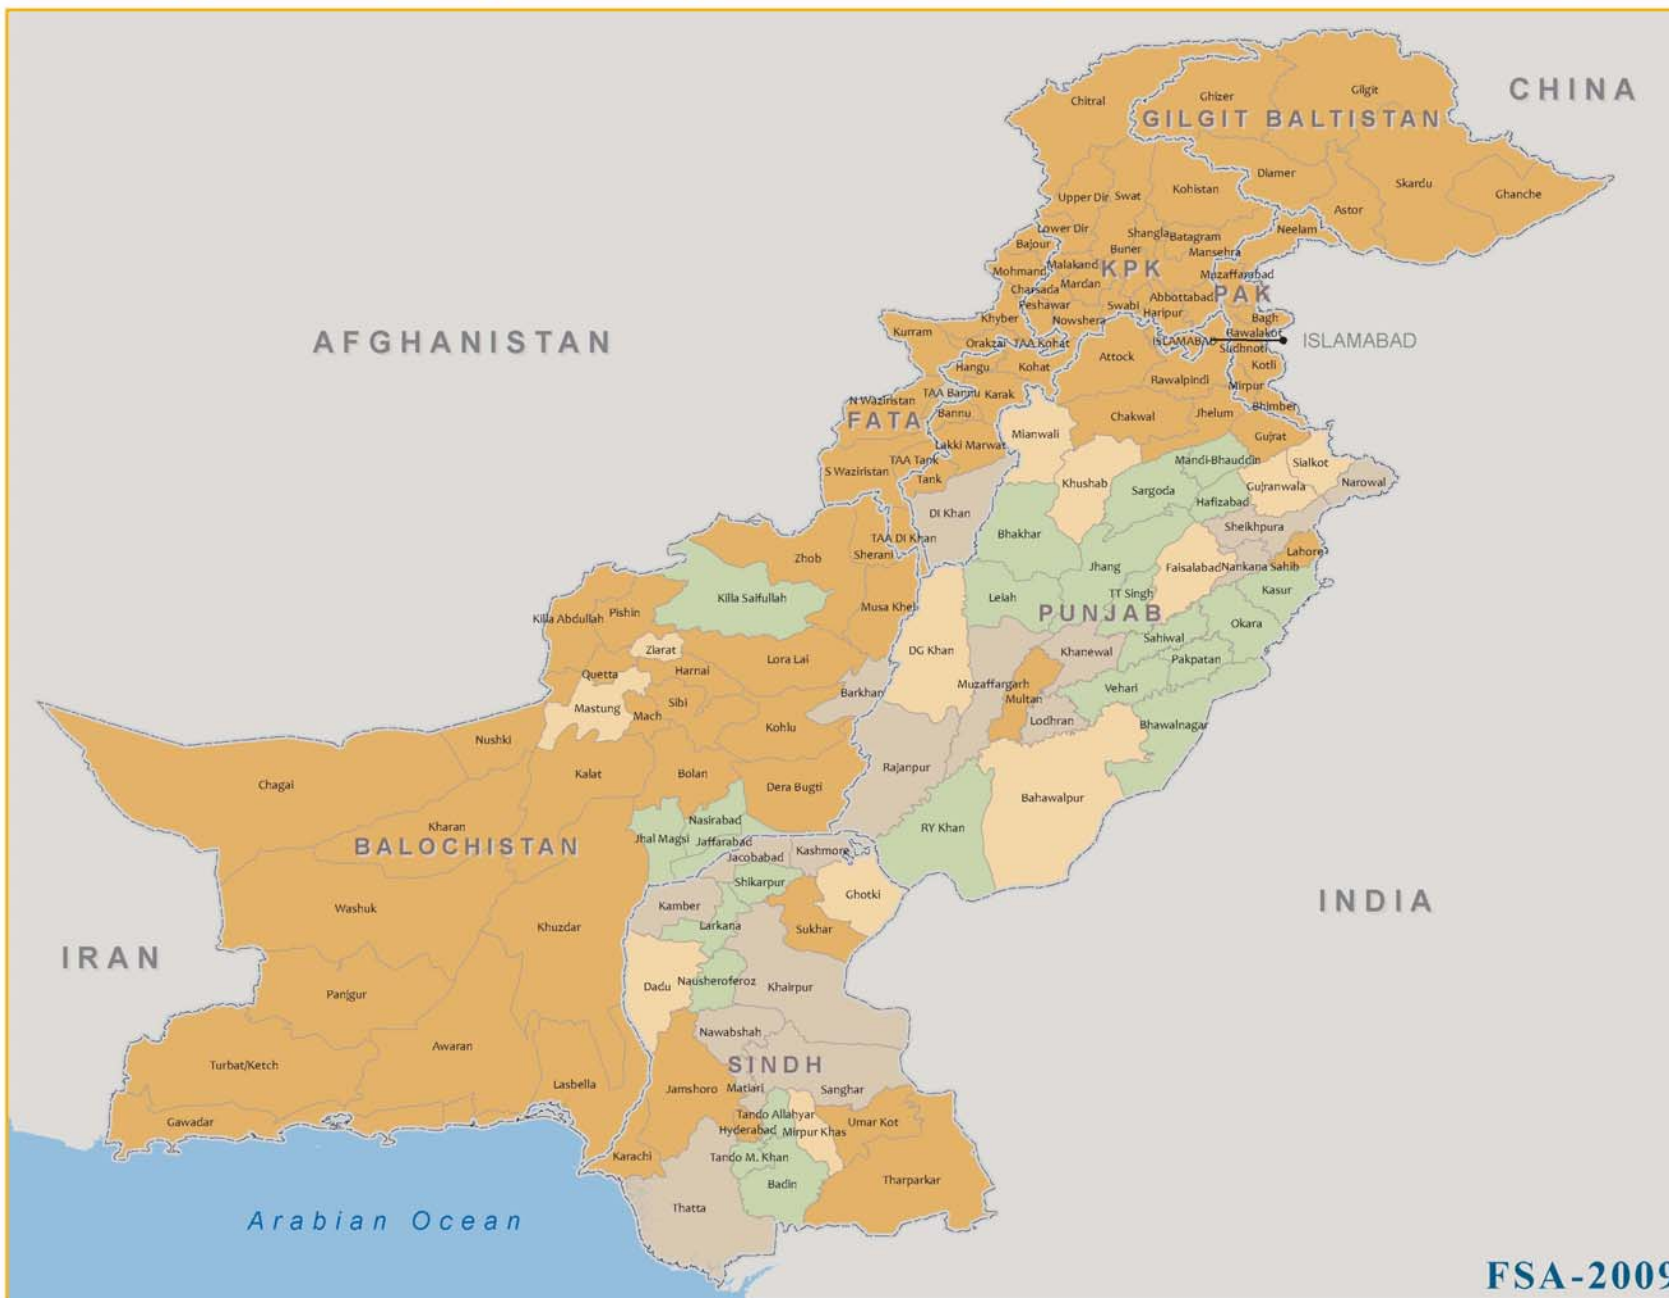 CHINA
Chitral
Ghizer
Gilgit
GILGIT BALTISTAN
Diamer
Skardu
Ghanche
Astor
Upper Dir
Swat
Kohistan
Lower Dir
Shangla
Batagram
Neelam
Bajour
Buner
Mansehra
Mohmand
Malakand
KPK
Muzaffarabad
Charsada
Mardan
Abbottabad
PAK
Peshawar
Swabi
Haripur
Khyber
Nowshera
Bagh
Kurram
Rawalakot
AFGHANISTAN
Orakzai
TAA Kohat
ISLAMABAD
Sudhnoti
ISLAMABAD
Hangu
Kohat
Attock
Kotli
Rawalpindi
Mirpur
N Waziristan
TAA Bannu
Karak
Bhimber
FATA
Bannu
Chakwal
Jhelum
Mianwali
Gujrat
Lakki Marwat
TAA Tank
Mandi-Bhauddin
Sialkot
S Waziristan
Tank
Khushab
Sargoda
Gujranwala
Narowal
Hafizabad
DI Khan
Sheikhpura
TAA DI Khan
Bhakhar
Zhob
Sherani
Lahore
Jhang
Faisalabad
Nankana Sahib
Killa Saifullah
Leiah
TT Singh
Kasur
Musa Khel
PUNJAB
Killa Abdullah
Pishin
Okara
Sahiwal
Ziarat
DG Khan
Khanewal
Lora Lai
Pakpatan
Quetta
Harnai
Muzaffargarh
Vehari
Barkhan
Multan
Mastung
Mach
Sibi
Lodhran
Bhawalnagar
Kohlu
Nushki
Chagai
Kalat
Bolan
Rajanpur
Dera Bugti
Bahawalpur
Kharan
Nasirabad
RY Khan
BALOCHISTAN
Jhal Magsi
Jaffarabad
Jacobabad
Kashmore
Shikarpur
Ghotki
INDIA
Washuk
Kamber
Khuzdar
Larkana
Sukhar
IRAN
Panjgur
Dadu
Nausheroferoz
Khairpur
Nawabshah
Awaran
Turbat/Ketch
SINDH
Lasbella
Jamshoro
Matiari
Sanghar
Gawadar
Tando Allahyar
Umar Kot
Hyderabad
Mirpur Khas
Karachi
Tando M. Khan
Tharparkar
Badin
Thatta
Arabian Ocean
FSA-2009